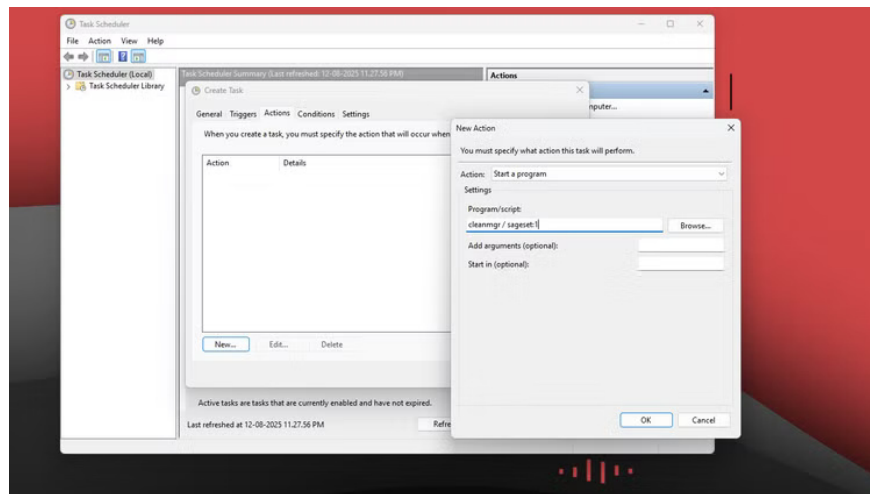 Task Scheduler
File Action View Help
Task Scheduler (Local)
Task Scheduler Library
Task Scheduler Summary (Last refreshed: 12-08-2025 11.27.56 PM)
Actions
Create Task
General Triggers Actions Conditions Settings
When you create a task, you must specify the action that will occur when
Action Details
New... Edit... Delete
Active tasks are tasks that are currently enabled and have not expired.
Last refreshed at 12-08-2025 11.27.56 PM
Refre
New Action
You must specify what action this task will perform.
Action: Start a program
Settings
Program/script:
cleanmgr / sageset:1
Browse...
Add arguments (optional):
Start in (optional):
OK Cancel